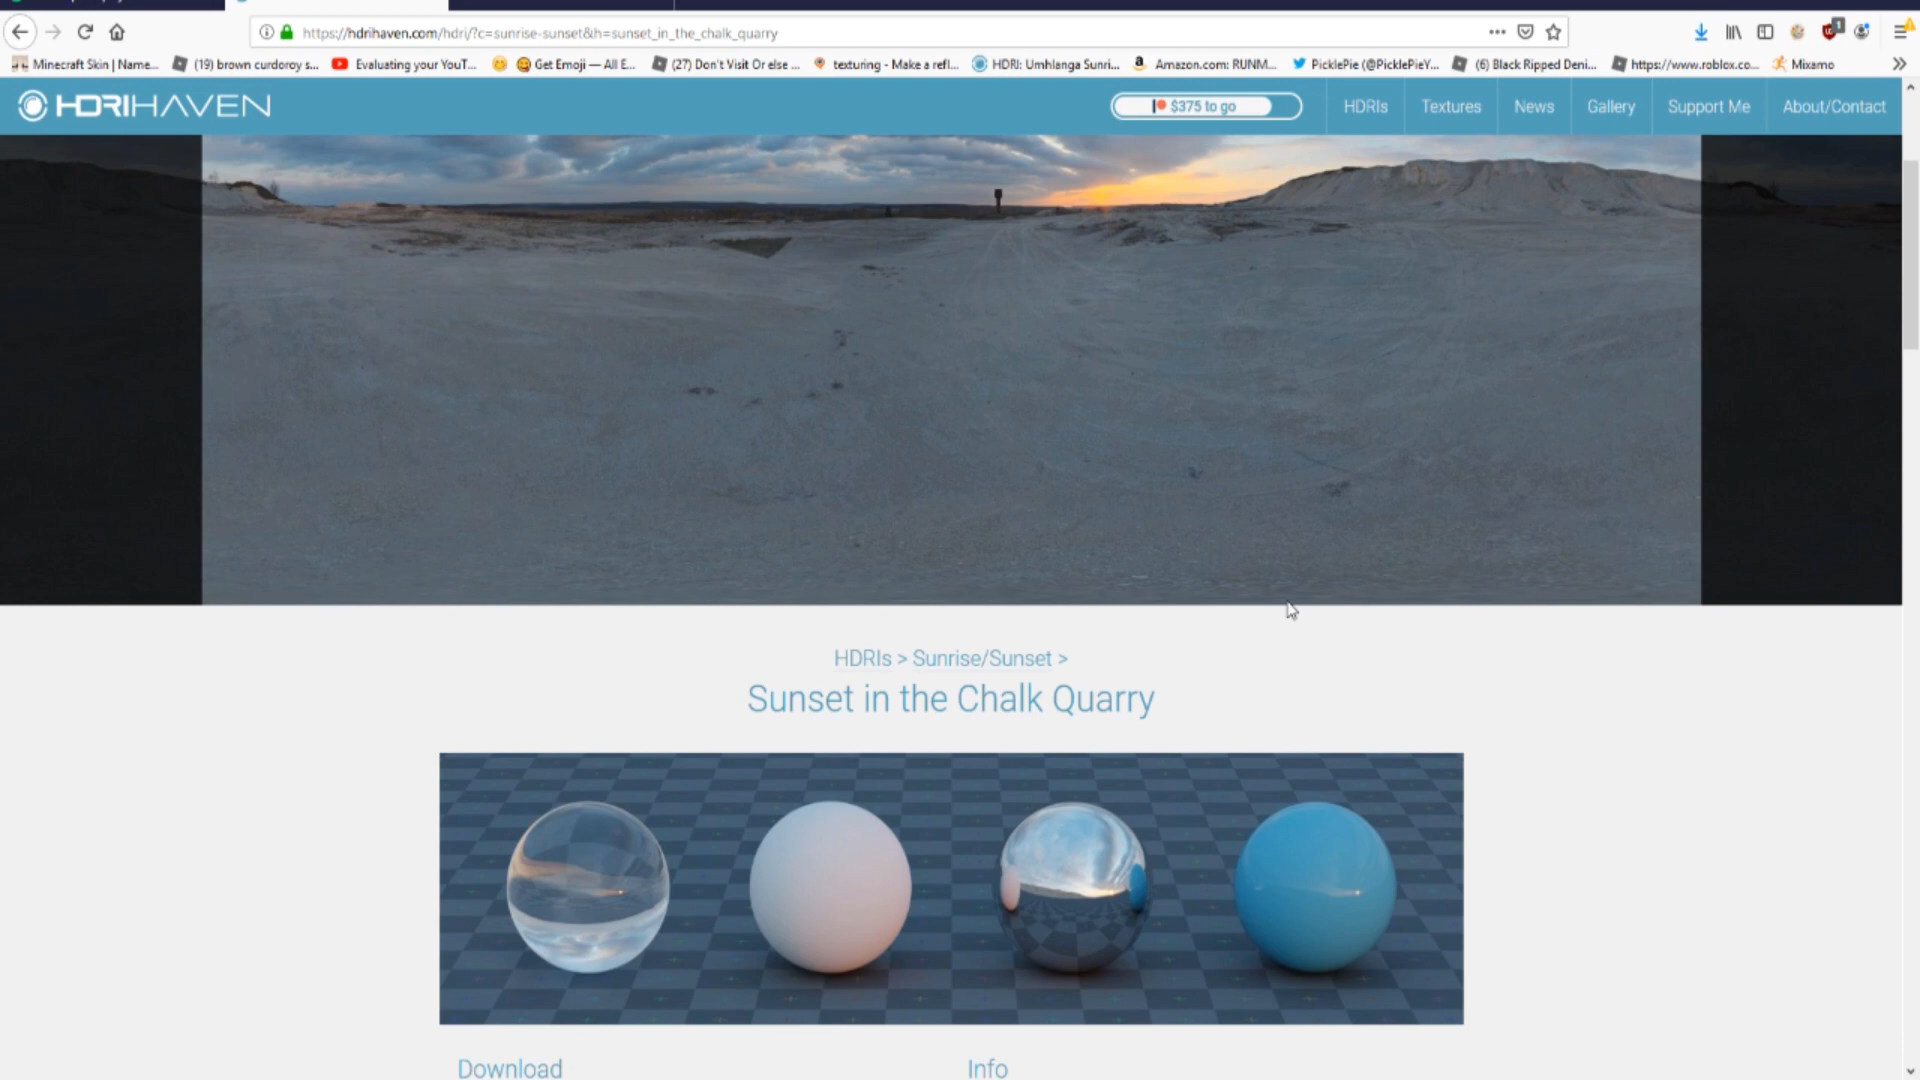 https://hdrihaven.com/hdri/?c=sunrise-sunset&h=sunset_in_the_chalk_quarry
1
Minecraft Skin | Name...
(19) brown curdoroy s...
Evaluating your YouT...
Get Emoji — All E...
(27) Don't Visit Or else ...
texturing - Make a refl...
HDRI: Umhlanga Sunri...
Amazon.com: RUNM...
PicklePie (@PicklePieY...
(6) Black Ripped Deni...
https://www.roblox.co...
Mixamo
HDRIHAVEN
$375 to go
HDRIs
Textures
News
Gallery
Support Me
About/Contact
HDRIs > Sunrise/Sunset >
Sunset in the Chalk Quarry
Download
Info